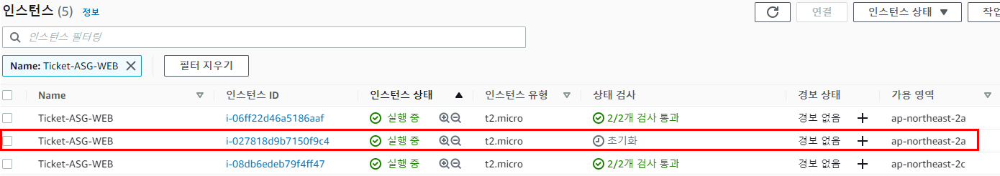 인스턴스 (5) 정보
연결
인스턴스 상태
작업
인스턴스 필터링
Name: Ticket-ASG-WEB
필터 지우기
Name 인스턴스 ID 인스턴스 상태 인스턴스 유형 상태 검사 경보 상태 가용 영역
Ticket-ASG-WEB i-06ff22d46a5186aaf 실행 중 t2.micro 2/2개 검사 통과 경보 없음 ap-northeast-2a
Ticket-ASG-WEB i-027818d9b7150f9c4 실행 중 t2.micro 초기화 경보 없음 ap-northeast-2a
Ticket-ASG-WEB i-08db6edeb79f4ff47 실행 중 t2.micro 2/2개 검사 통과 경보 없음 ap-northeast-2c